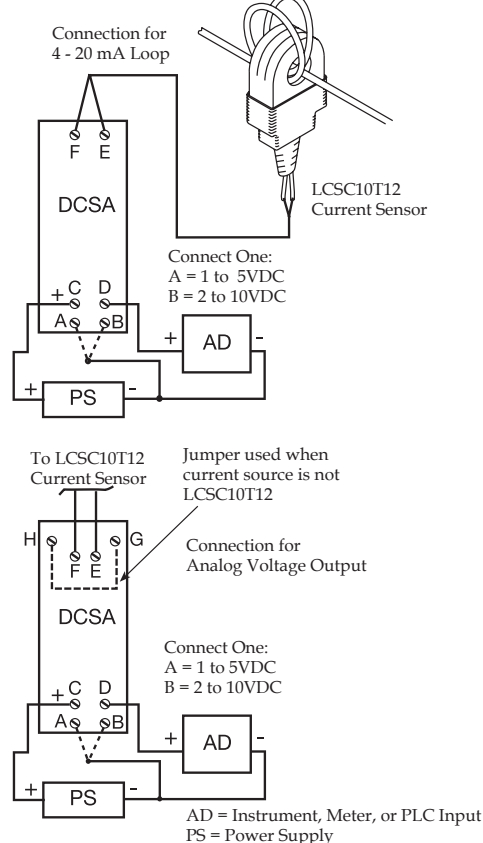 Connection for
4 - 20 mA Loop
F E
DCSA
LCSC10T12
Current Sensor
Connect One:
A = 1 to 5VDC
B = 2 to 10VDC
+ C D
A B
+ AD -
+ PS -
To LCSC10T12
Current Sensor
Jumper used when
current source is not
LCSC10T12
H G
F E
Connection for
Analog Voltage Output
DCSA
Connect One:
A = 1 to 5VDC
B = 2 to 10VDC
+ C D
A B
+ AD -
+ PS -
AD = Instrument, Meter, or PLC Input
PS = Power Supply